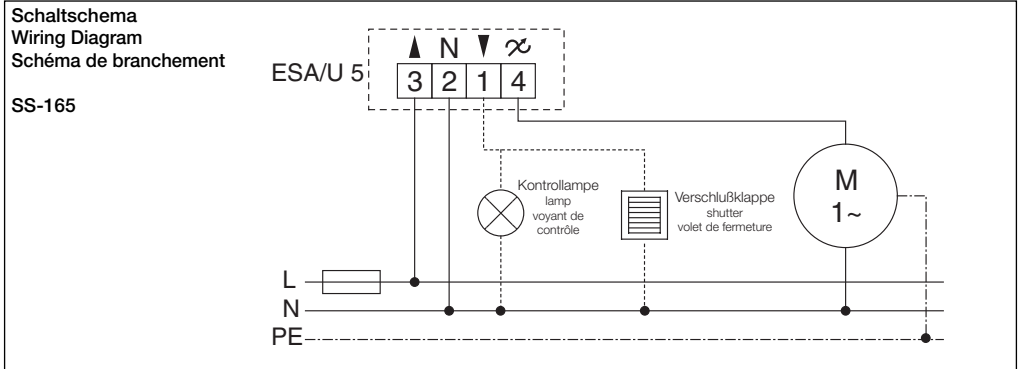 Schaltschema
Wiring Diagram
Schéma de branchement
SS-165
ESA/U 5
N
3 2 1 4
Kontrollampe
lamp
voyant de
contrôle
Verschlußklappe
shutter
volet de fermeture
M
1~
L
N
PE